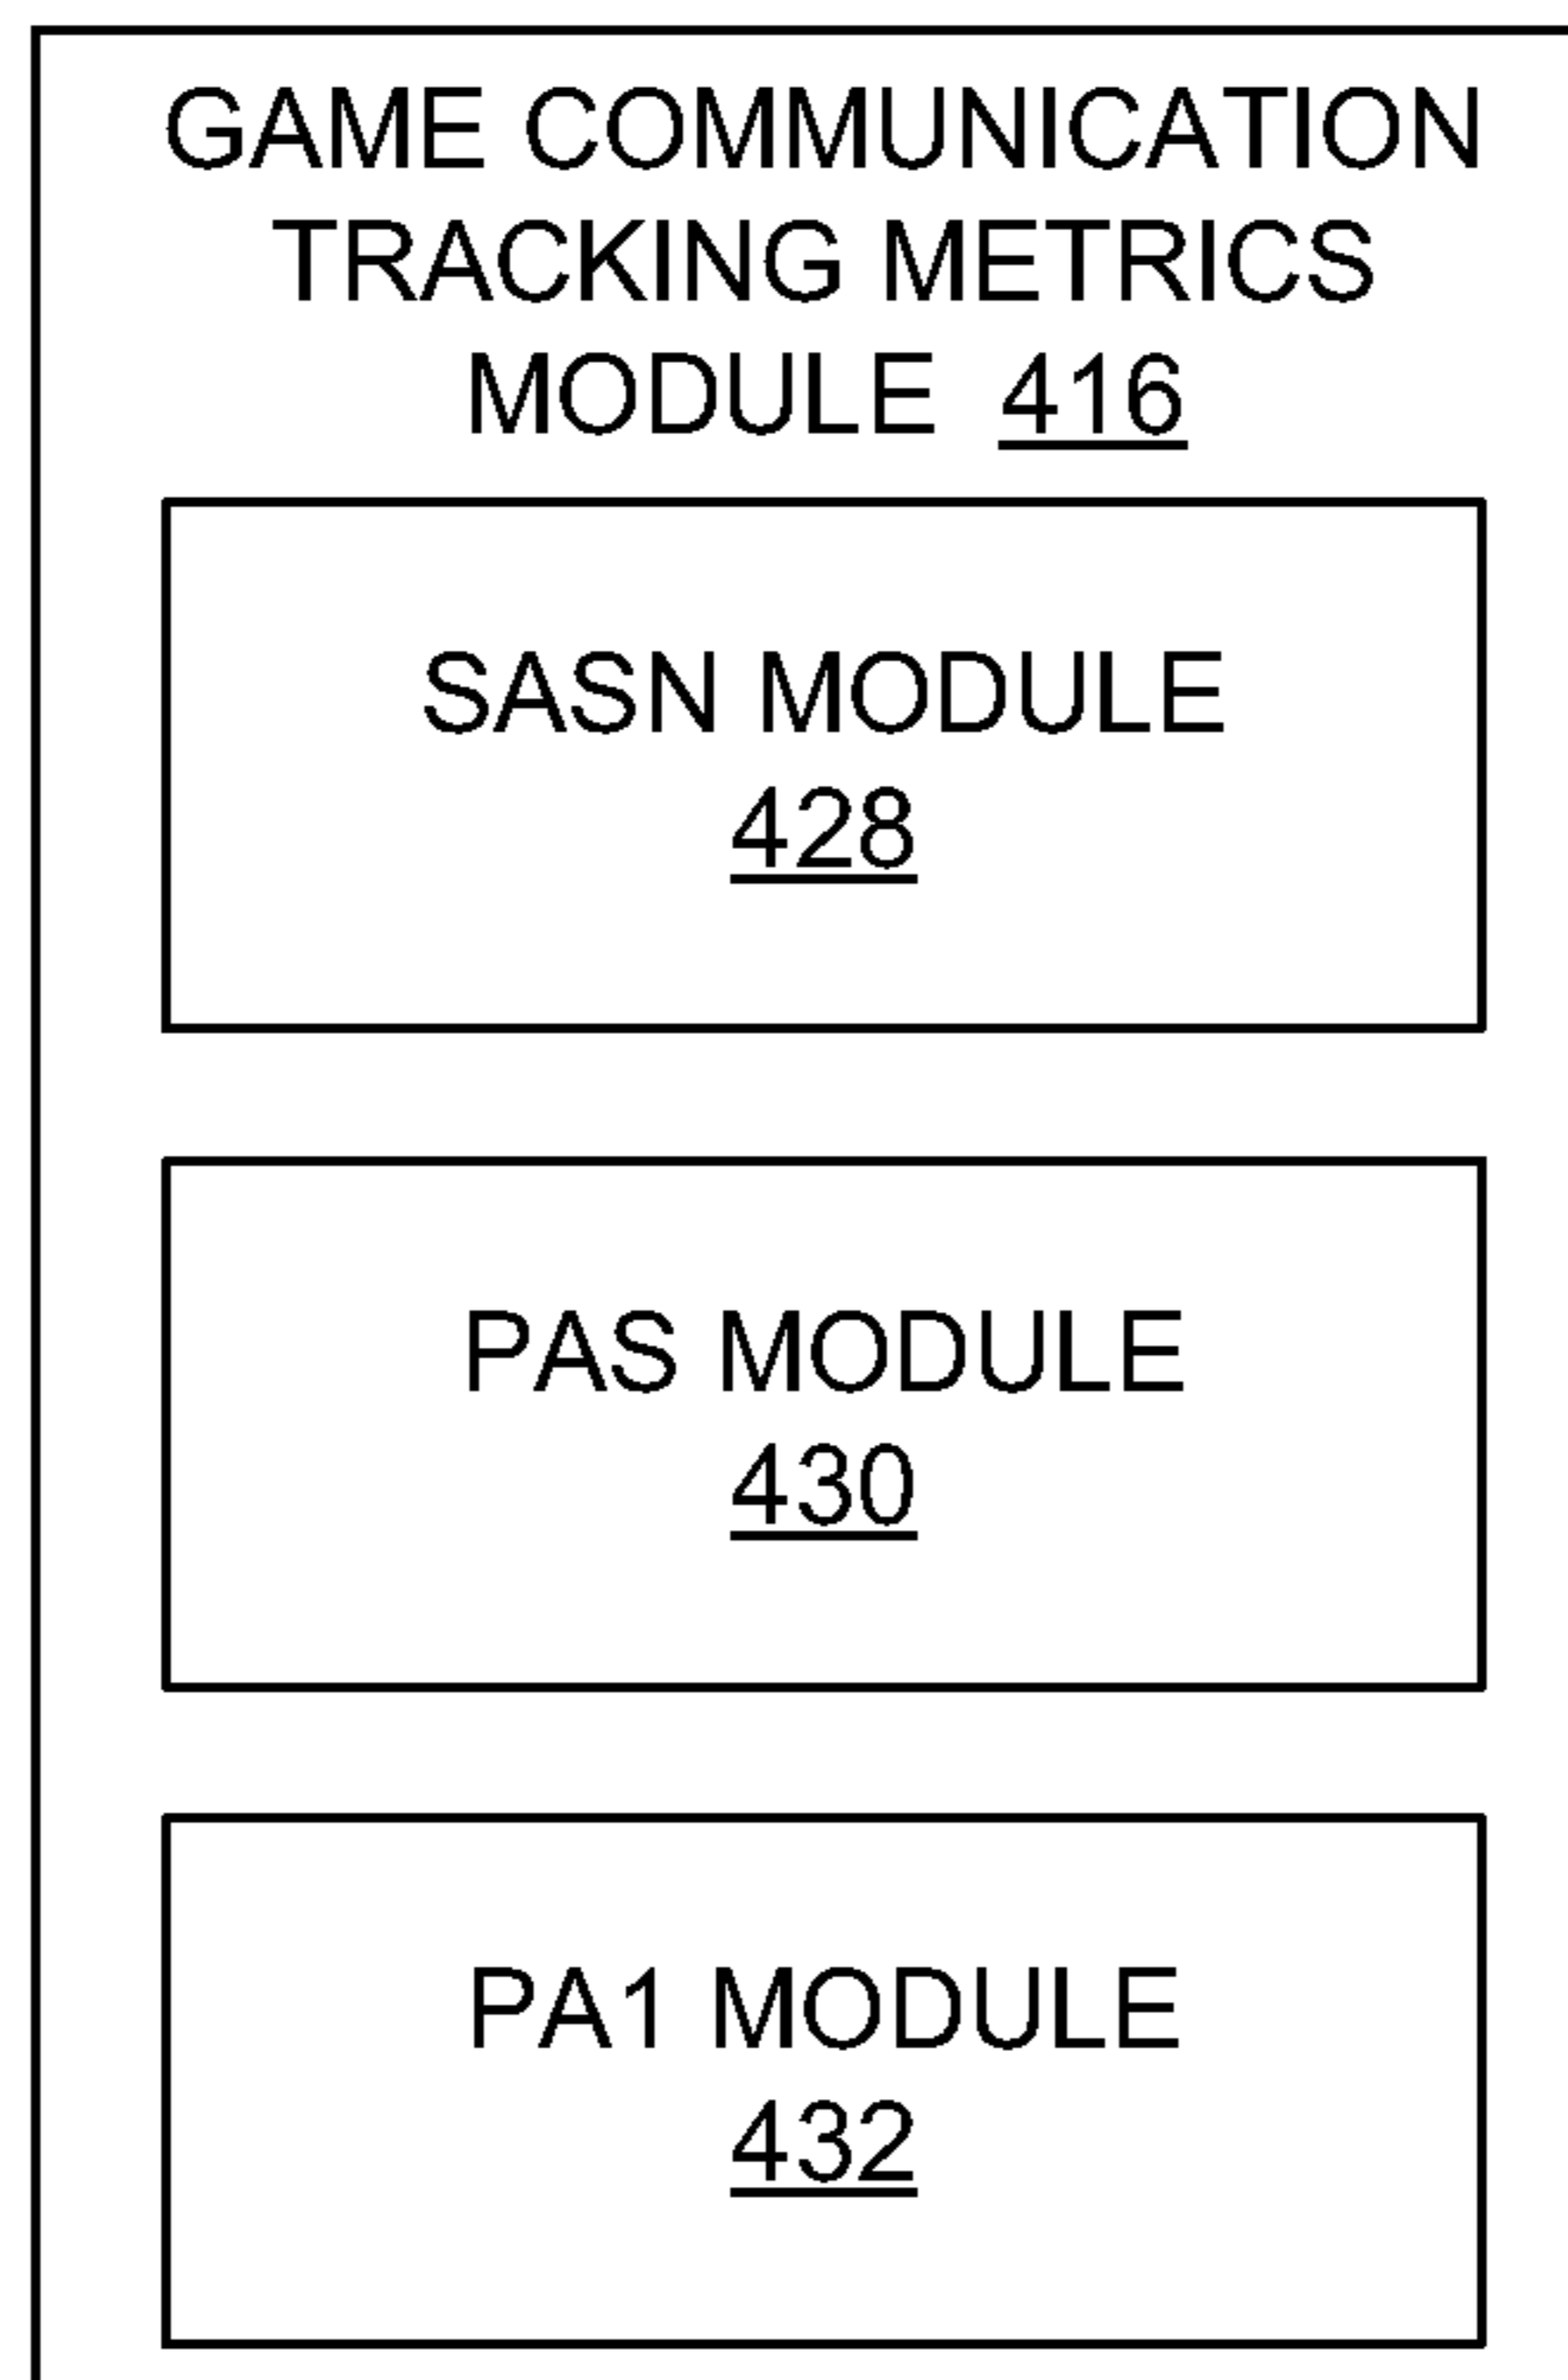 GAME COMMUNICATION
TRACKING METRICS
MODULE 416
SASN MODULE
428
PAS MODULE
430
PA1 MODULE
432